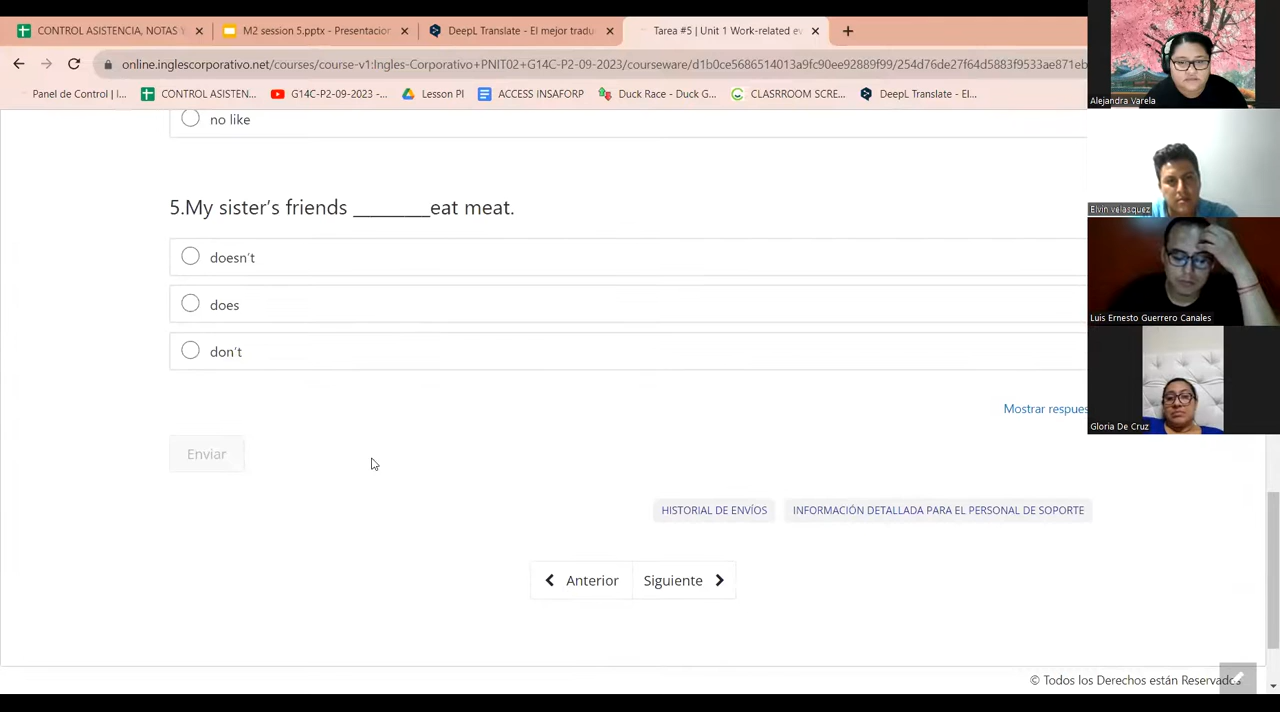 CONTROL ASISTENCIA, NOTAS Y
M2 session 5.pptx - Presentacion
DeepL Translate - El mejor tradu
Tarea #5 | Unit 1 Work-related ev
online.inglescorporativo.net/courses/course-v1:Ingles-Corporativo+PNIT02+G14C-P2-09-2023/courseware/d1b0ce5686514013a9fc90ee92889f99/254d76de27f64d5883f9533ae871eb
Panel de Control | I...
CONTROL ASISTEN...
G14C-P2-09-2023 -...
Lesson PI
ACCESS INSAFORP
Duck Race - Duck G...
CLASRROOM SCRE...
DeepL Translate - El...
Alejandra Varela
no like
5.My sister's friends ________eat meat.
Elvin velasquez
doesn't
does
Luis Ernesto Guerrero Canales
don't
Mostrar respues
Gloria De Cruz
Enviar
HISTORIAL DE ENVÍOS
INFORMACIÓN DETALLADA PARA EL PERSONAL DE SOPORTE
Anterior
Siguiente
© Todos los Derechos están Reservados